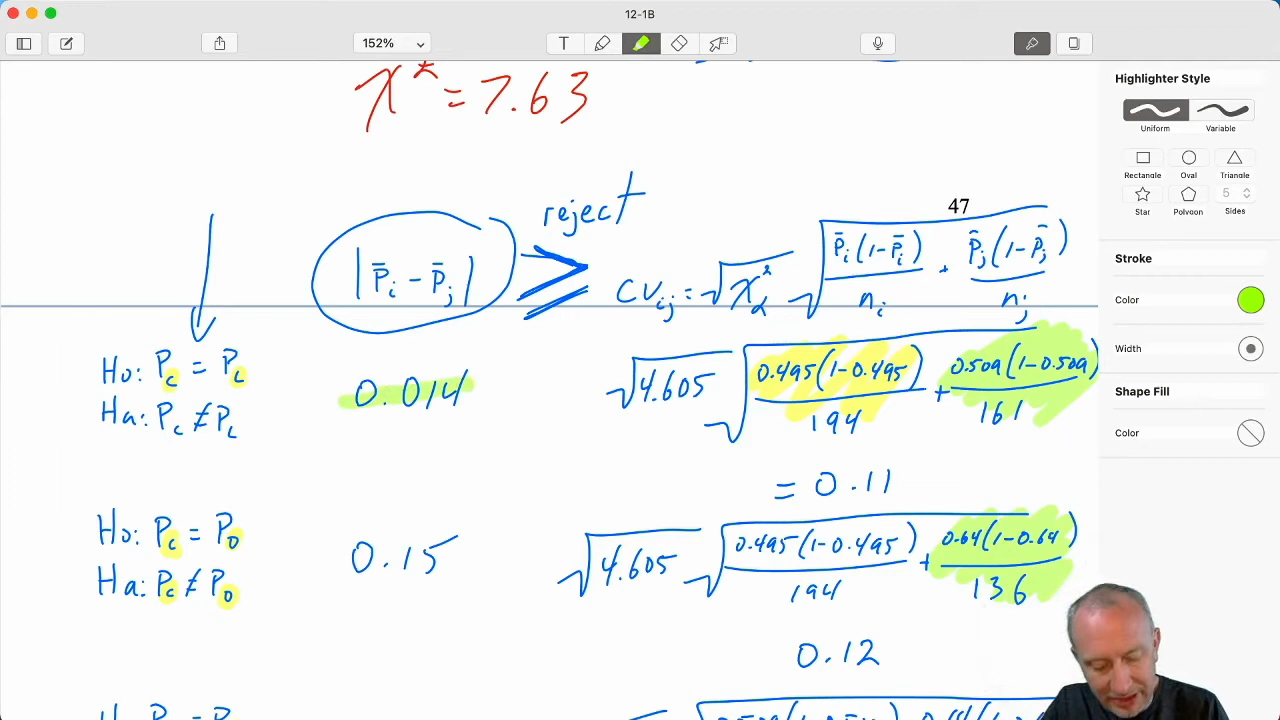 12-1B
152%
T
Highlighter Style
Uniform Variable
Rectangle Oval Triangle
Star Polygon 5 Sides
Stroke
Color
Width
Shape Fill
Color
χ* = 7.63
47
reject
|p̄i - p̄j| > CVij = √χ²α √ p̄i(1-p̄i)/ni + p̄j(1-p̄j)/nj
Ho: Pc = PL 0.014 √4.605 √ 0.495(1-0.495)/194 + 0.509(1-0.509)/161
Ha: Pc ≠ PL
= 0.11
Ho: Pc = Po 0.15 √4.605 √ 0.495(1-0.495)/194 + 0.64(1-0.64)/136
Ha: Pc ≠ Po
0.12